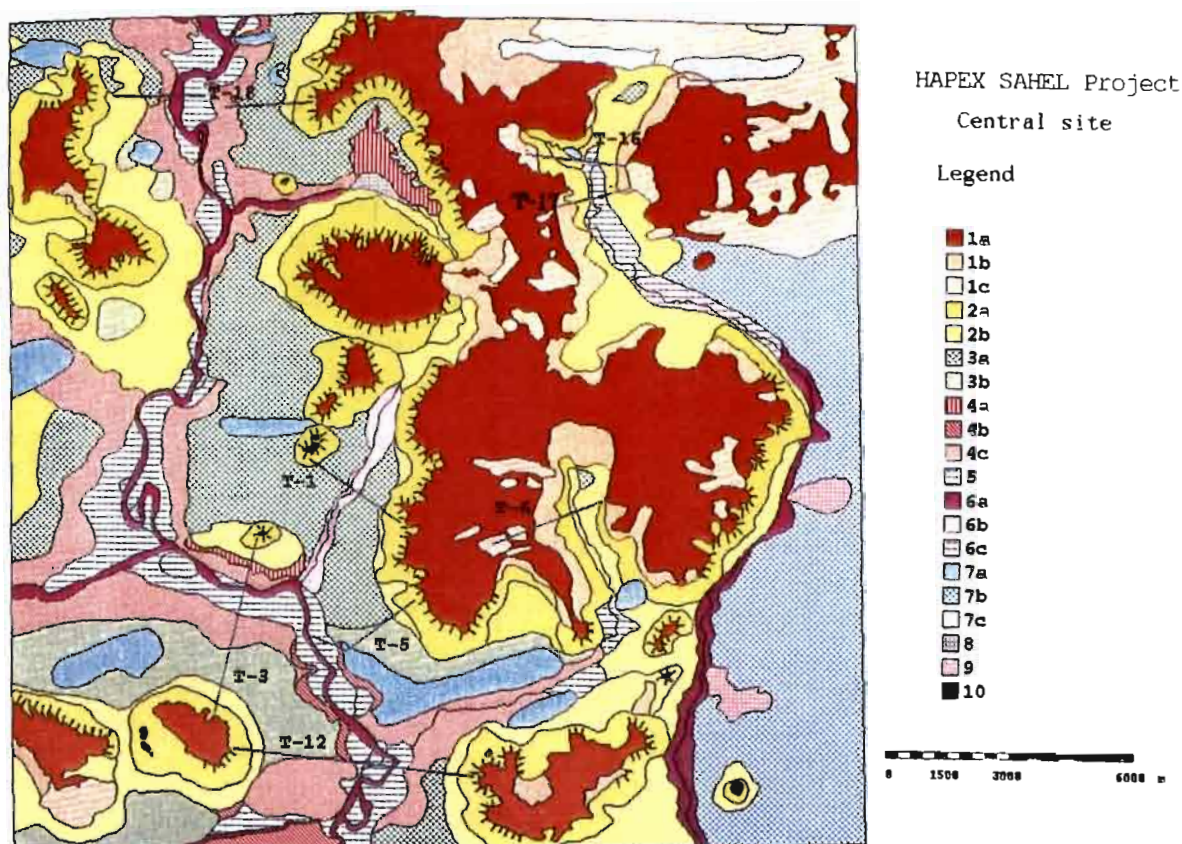 HAPEX SAHEL Project
Central site
Legend
1a
1b
1c
2a
2b
3a
3b
4a
4b
4c
5
6a
6b
6c
7a
7b
7c
8
9
10
0 1500 3000 6000 m
T-18
T-16
T-17
T-1
T-6
T-5
T-3
T-12